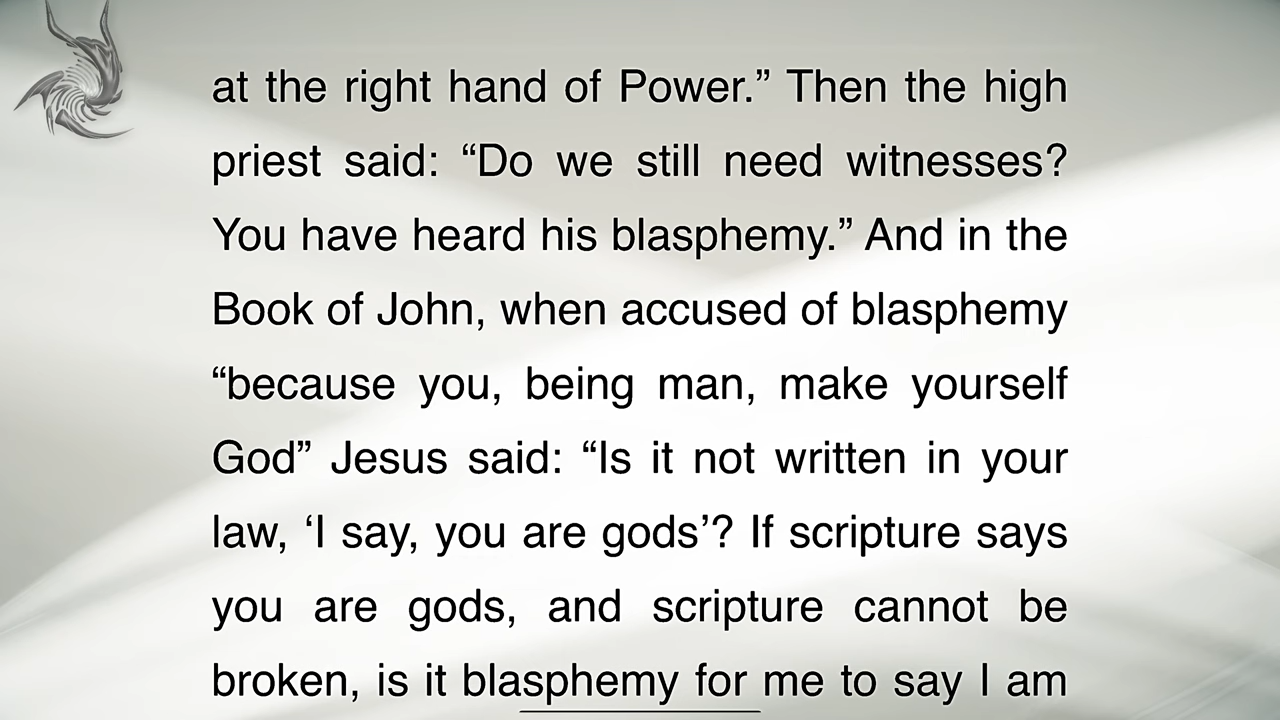 at the right hand of Power.” Then the high
priest said: “Do we still need witnesses?
You have heard his blasphemy.” And in the
Book of John, when accused of blasphemy
“because you, being man, make yourself
God” Jesus said: “Is it not written in your
law, ‘I say, you are gods’? If scripture says
you are gods, and scripture cannot be
broken, is it blasphemy for me to say I am